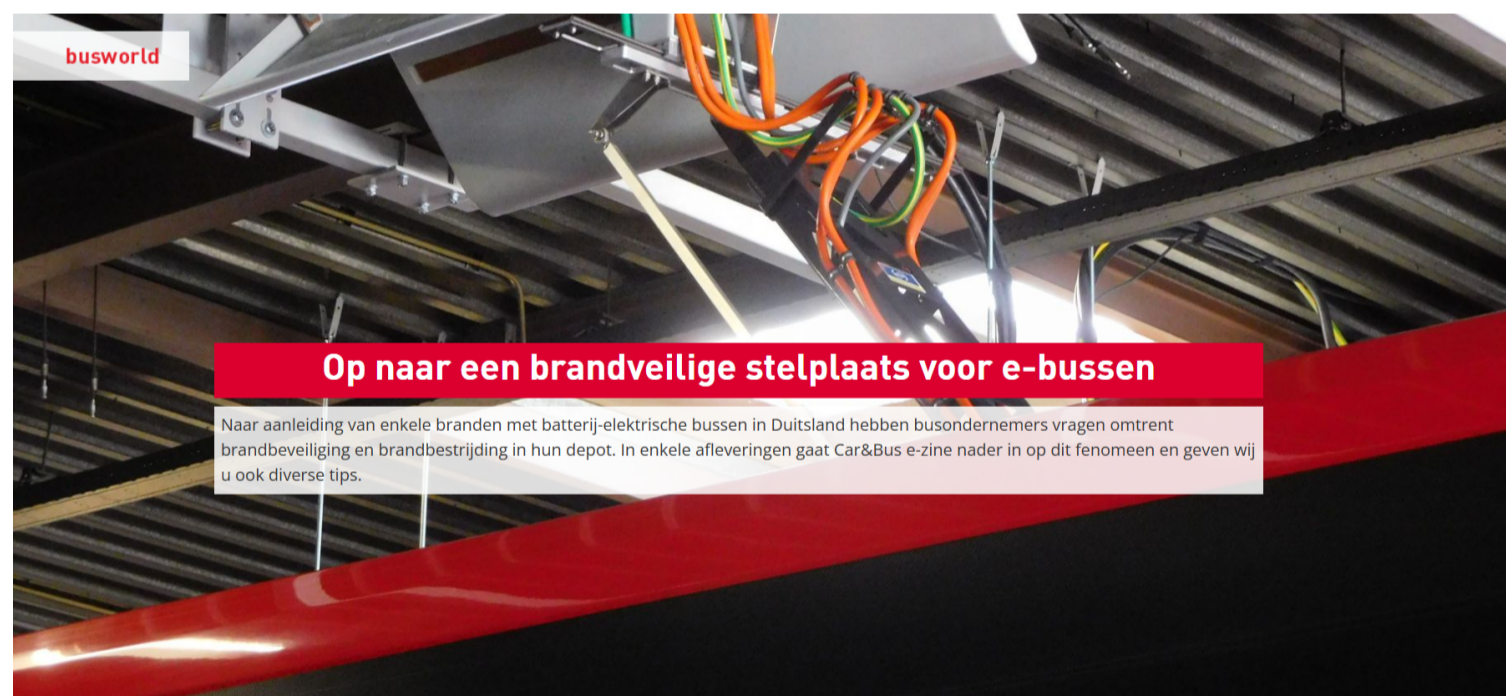 busworld
Op naar een brandveilige stelplaats voor e-bussen
Naar aanleiding van enkele branden met batterij-elektrische bussen in Duitsland hebben busondernemers vragen omtrent
brandbeveiliging en brandbestrijding in hun depot. In enkele afleveringen gaat Car&Bus e-zine nader in op dit fenomeen en geven wij
u ook diverse tips.